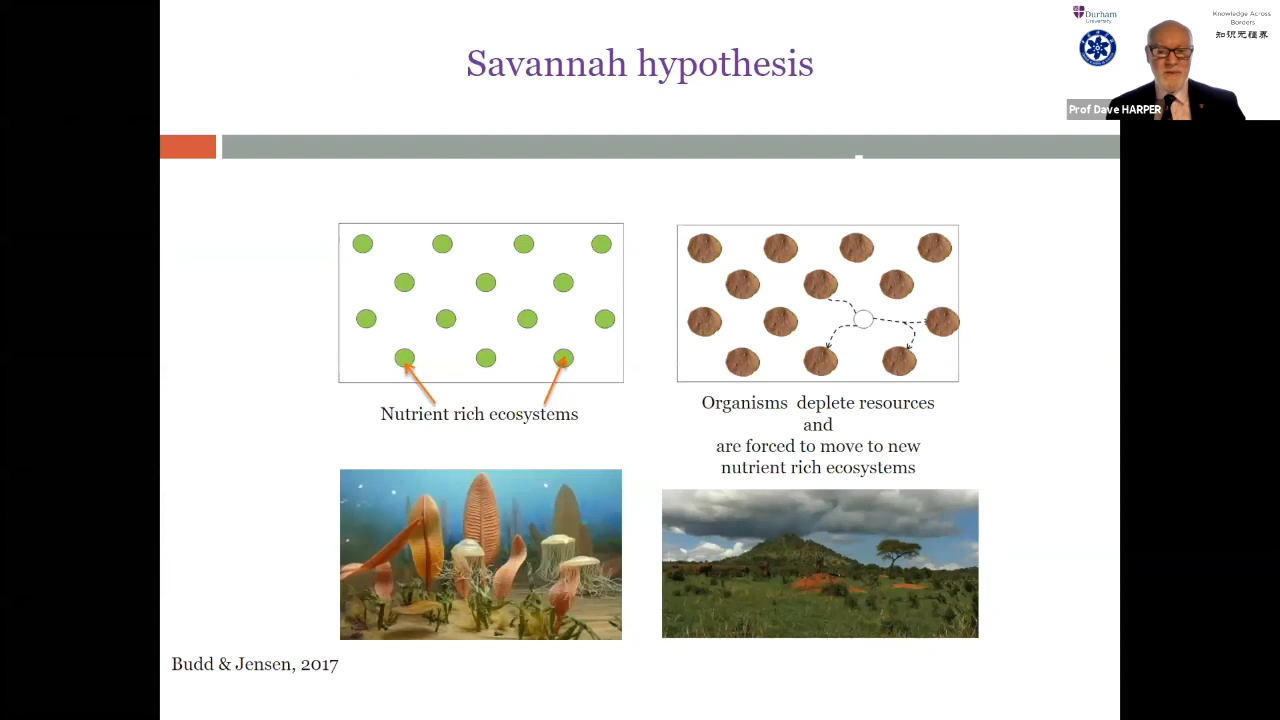 Savannah hypothesis
Durham
University
Knowledge Across
Borders
知识无疆界
Prof Dave HARPER
Nutrient rich ecosystems
Organisms deplete resources
and
are forced to move to new
nutrient rich ecosystems
Budd & Jensen, 2017